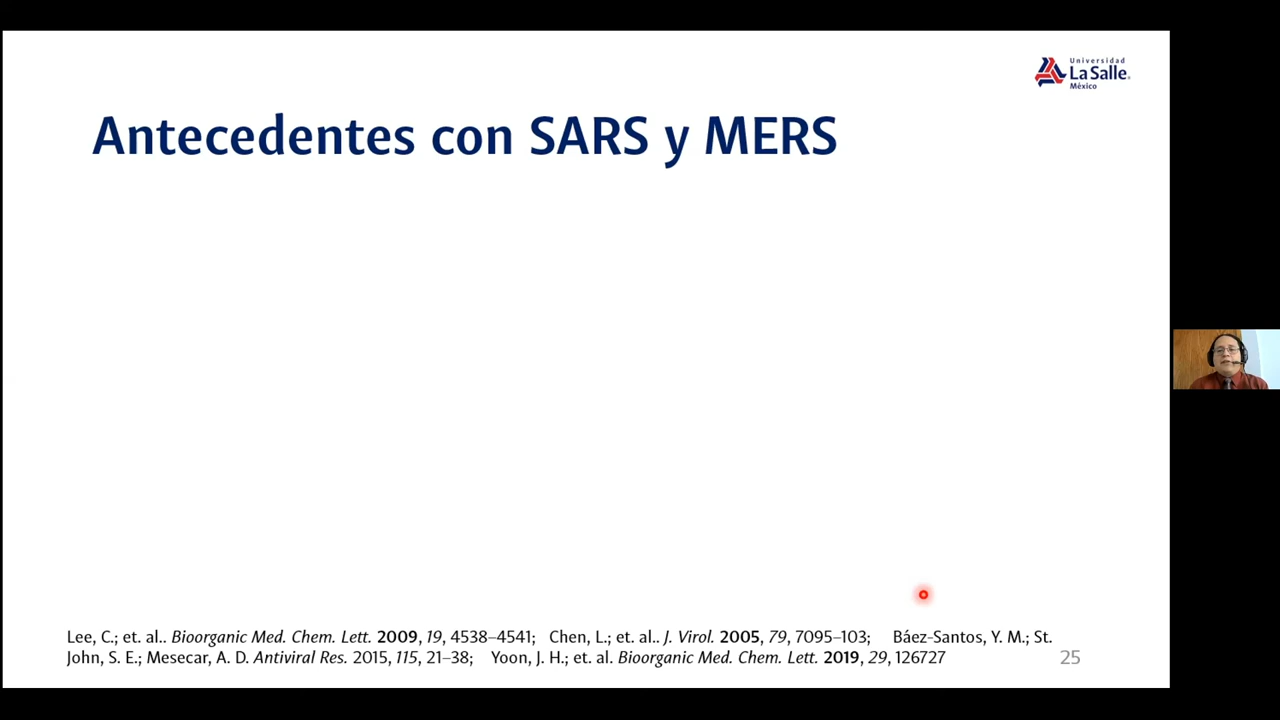 Universidad
La Salle®
México
Antecedentes con SARS y MERS
Lee, C.; et. al.. Bioorganic Med. Chem. Lett. 2009, 19, 4538–4541; Chen, L.; et. al.. J. Virol. 2005, 79, 7095–103; Báez-Santos, Y. M.; St.
John, S. E.; Mesecar, A. D. Antiviral Res. 2015, 115, 21–38; Yoon, J. H.; et. al. Bioorganic Med. Chem. Lett. 2019, 29, 126727
25